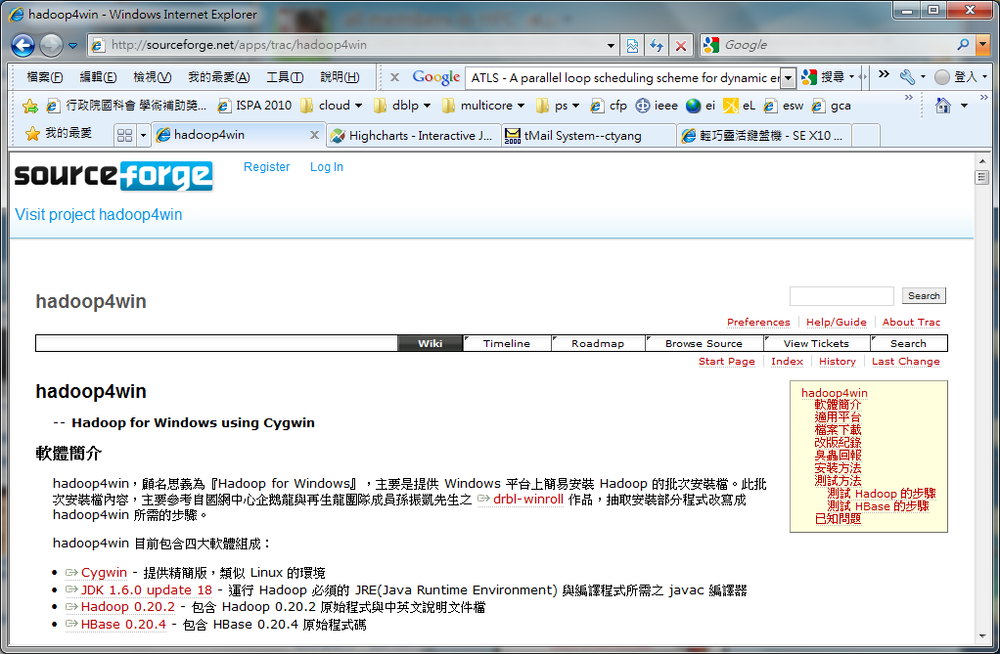 hadoop4win - Windows Internet Explorer
http://sourceforge.net/apps/trac/hadoop4win
Google
檔案(F) 編輯(E) 檢視(V) 我的最愛(A) 工具(T) 說明(H)
x Google ATLS - A parallel loop scheduling scheme for dynamic er 搜尋 » 登入
行政院國科會 學術補助獎... ISPA 2010 cloud dblp multicore ps cfp ieee ei eL esw gca »
我的最愛 hadoop4win Highcharts - Interactive J... tMail System--ctyang 輕巧靈活鍵盤機 - SE X10 ...
sourceforge Register Log In
Visit project hadoop4win
hadoop4win
Search
Preferences Help/Guide About Trac
Wiki Timeline Roadmap Browse Source View Tickets Search
Start Page Index History Last Change
hadoop4win
-- Hadoop for Windows using Cygwin
軟體簡介
hadoop4win，顧名思義為『Hadoop for Windows』，主要是提供 Windows 平台上簡易安裝 Hadoop 的批次安裝檔。此批
次安裝檔內容，主要參考自國網中心企鵝龍與再生龍團隊成員孫振凱先生之 drbl-winroll 作品，抽取安裝部分程式改寫成
hadoop4win 所需的步驟。
hadoop4win 目前包含四大軟體組成：
• Cygwin - 提供精簡版，類似 Linux 的環境
• JDK 1.6.0 update 18 - 運行 Hadoop 必須的 JRE(Java Runtime Environment) 與編譯程式所需之 javac 編譯器
• Hadoop 0.20.2 - 包含 Hadoop 0.20.2 原始程式與中英文說明文件檔
• HBase 0.20.4 - 包含 HBase 0.20.4 原始程式碼
hadoop4win
軟體簡介
適用平台
檔案下載
改版紀錄
臭蟲回報
安裝方法
測試方法
測試 Hadoop 的步驟
測試 HBase 的步驟
已知問題